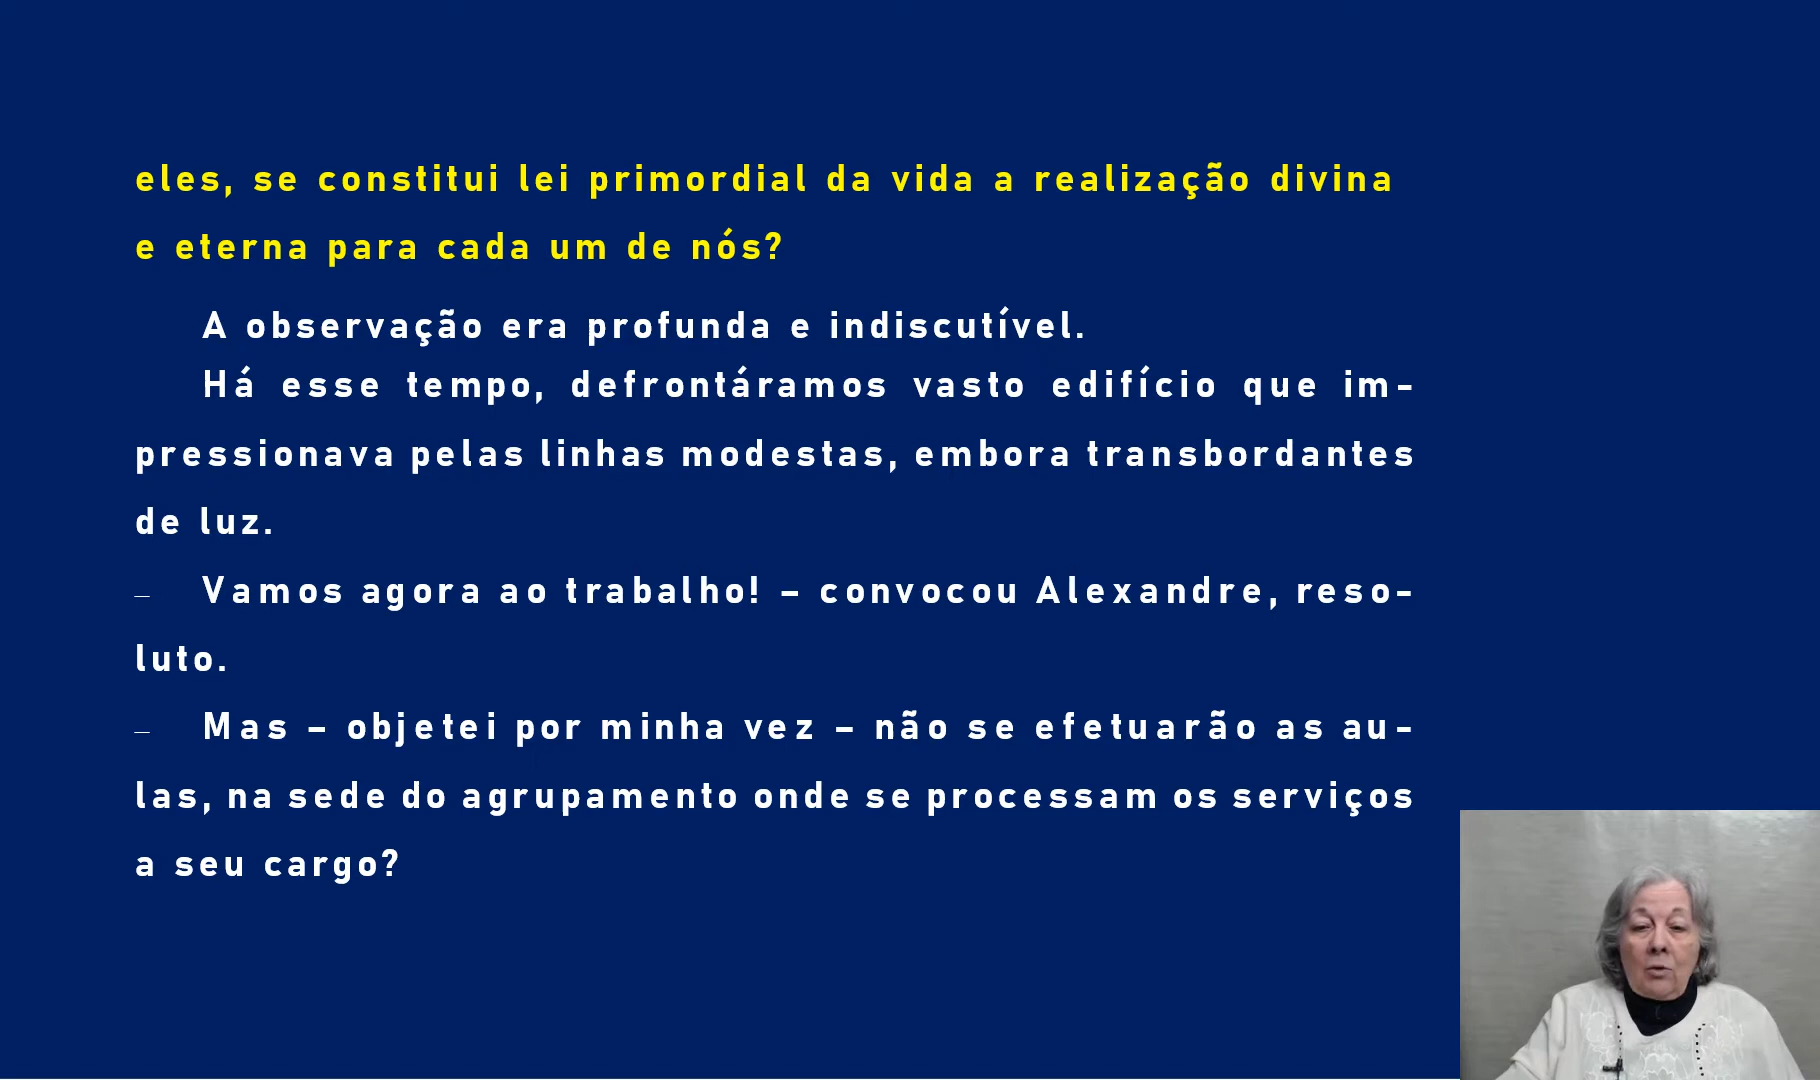 eles, se constitui lei primordial da vida a realização divina
e eterna para cada um de nós?
A observação era profunda e indiscutível.
Há esse tempo, defrontáramos vasto edifício que im-
pressionava pelas linhas modestas, embora transbordantes
de luz.
– Vamos agora ao trabalho! – convocou Alexandre, reso-
luto.
– Mas – objetei por minha vez – não se efetuarão as au-
las, na sede do agrupamento onde se processam os serviços
a seu cargo?